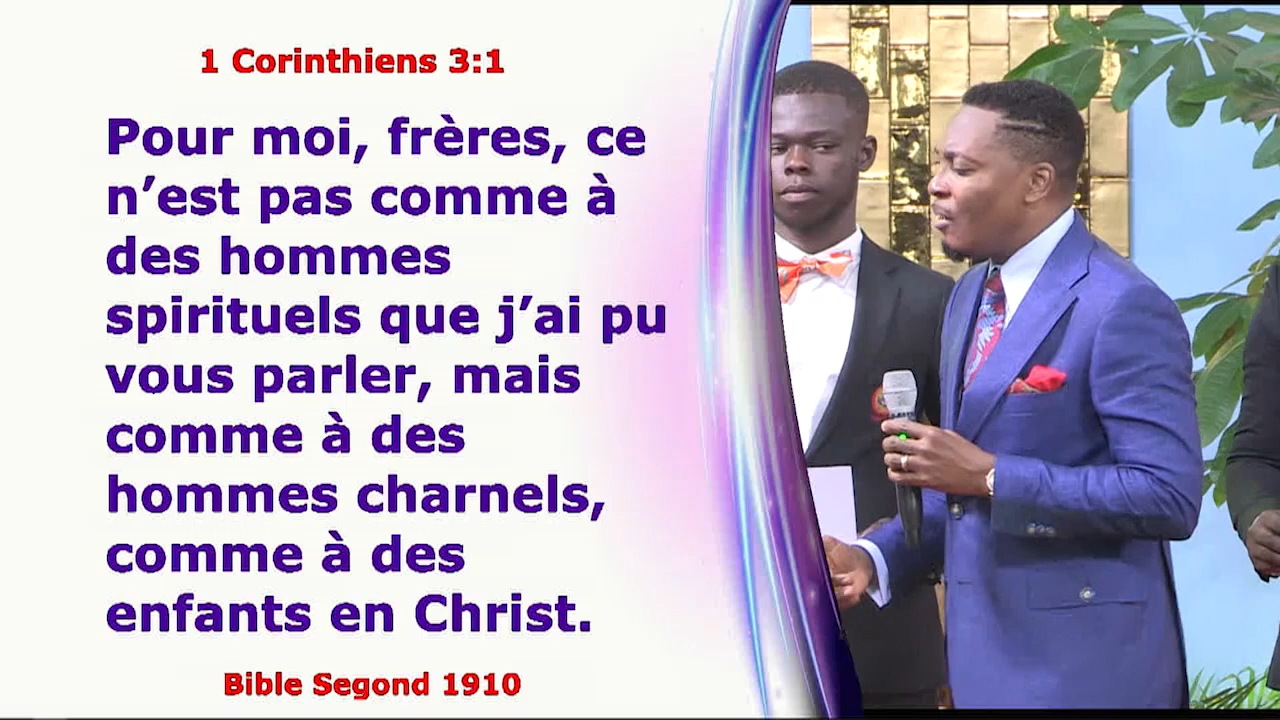 1 Corinthiens 3:1
Pour moi, frères, ce
n’est pas comme à
des hommes
spirituels que j’ai pu
vous parler, mais
comme à des
hommes charnels,
comme à des
enfants en Christ.
Bible Segond 1910